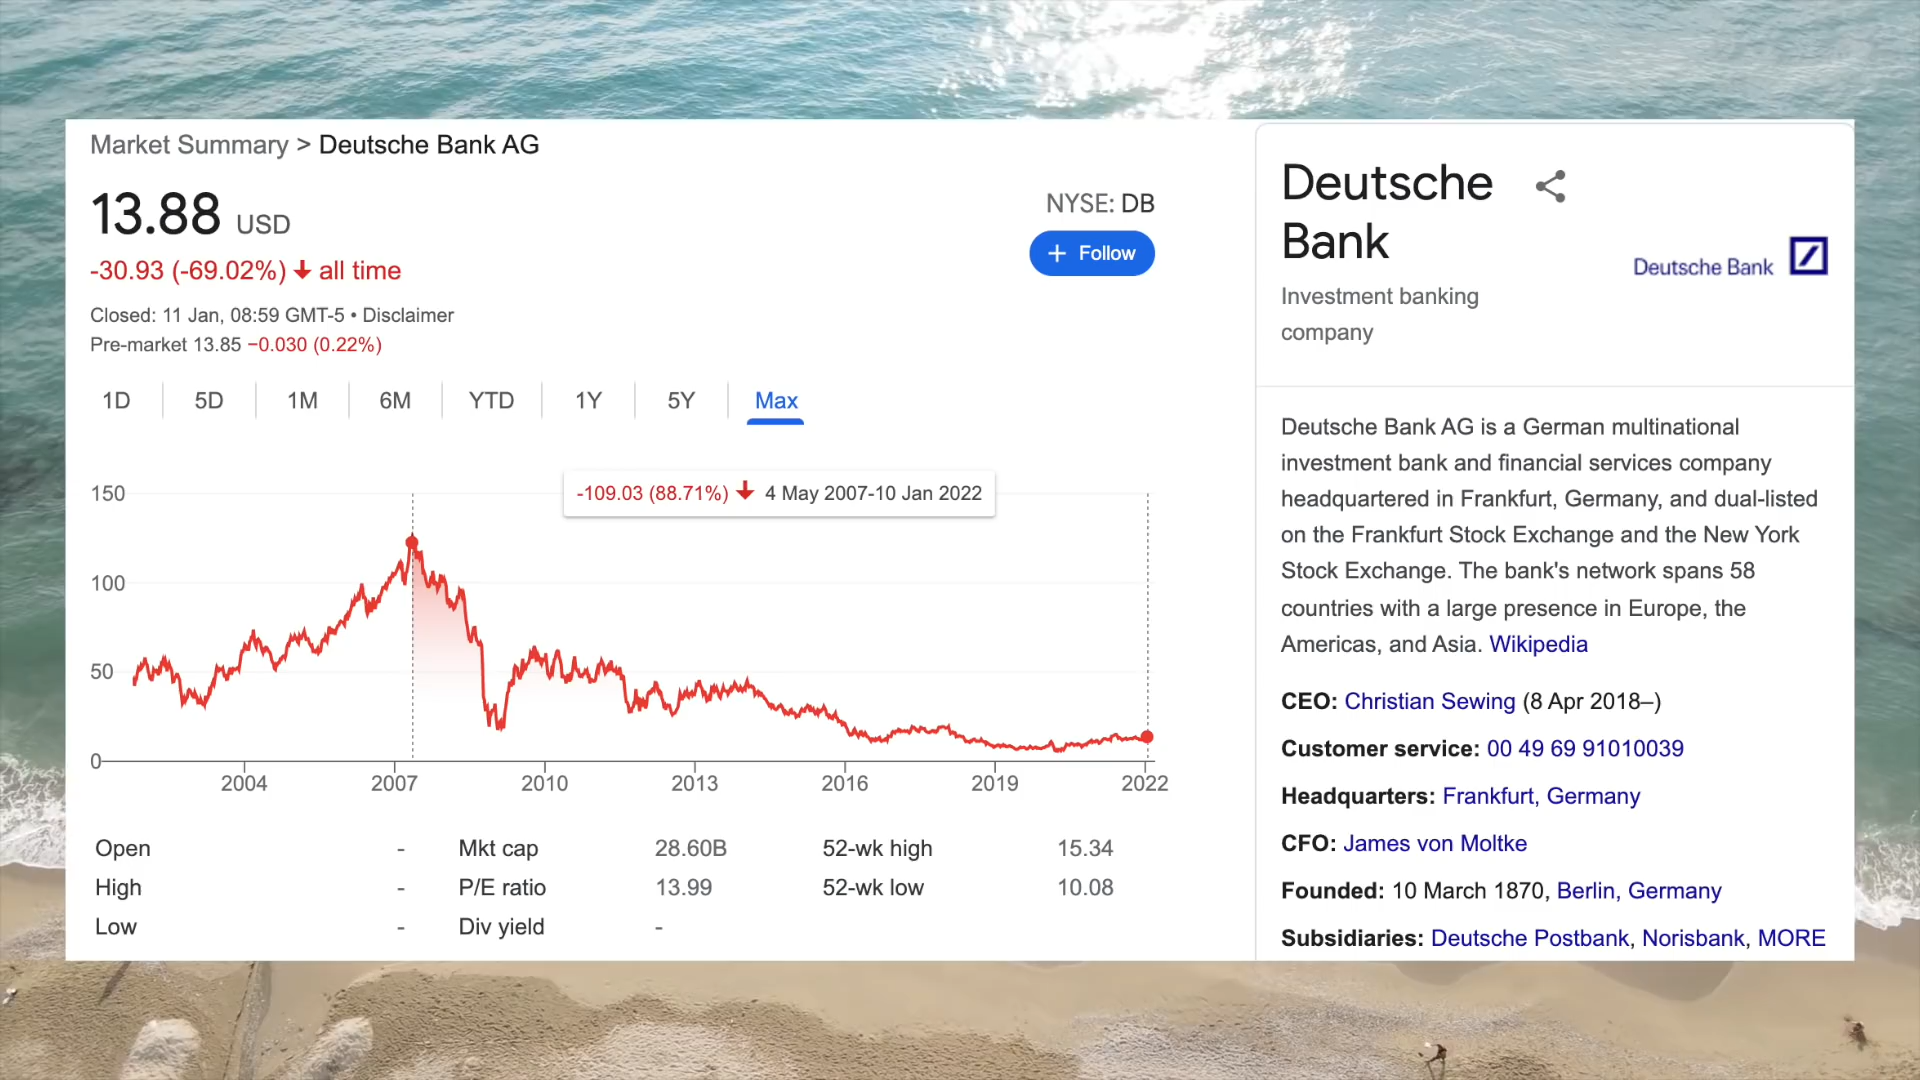 Market Summary > Deutsche Bank AG
13.88 USD
-30.93 (-69.02%) all time
Closed: 11 Jan, 08:59 GMT-5 • Disclaimer
Pre-market 13.85 −0.030 (0.22%)
NYSE: DB
+ Follow
1D 5D 1M 6M YTD 1Y 5Y Max
-109.03 (88.71%) 4 May 2007-10 Jan 2022
150
100
50
0
2004 2007 2010 2013 2016 2019 2022
Open - Mkt cap 28.60B 52-wk high 15.34
High - P/E ratio 13.99 52-wk low 10.08
Low - Div yield -
Deutsche
Bank
Investment banking
company
Deutsche Bank
Deutsche Bank AG is a German multinational
investment bank and financial services company
headquartered in Frankfurt, Germany, and dual-listed
on the Frankfurt Stock Exchange and the New York
Stock Exchange. The bank's network spans 58
countries with a large presence in Europe, the
Americas, and Asia. Wikipedia
CEO: Christian Sewing (8 Apr 2018–)
Customer service: 00 49 69 91010039
Headquarters: Frankfurt, Germany
CFO: James von Moltke
Founded: 10 March 1870, Berlin, Germany
Subsidiaries: Deutsche Postbank, Norisbank, MORE